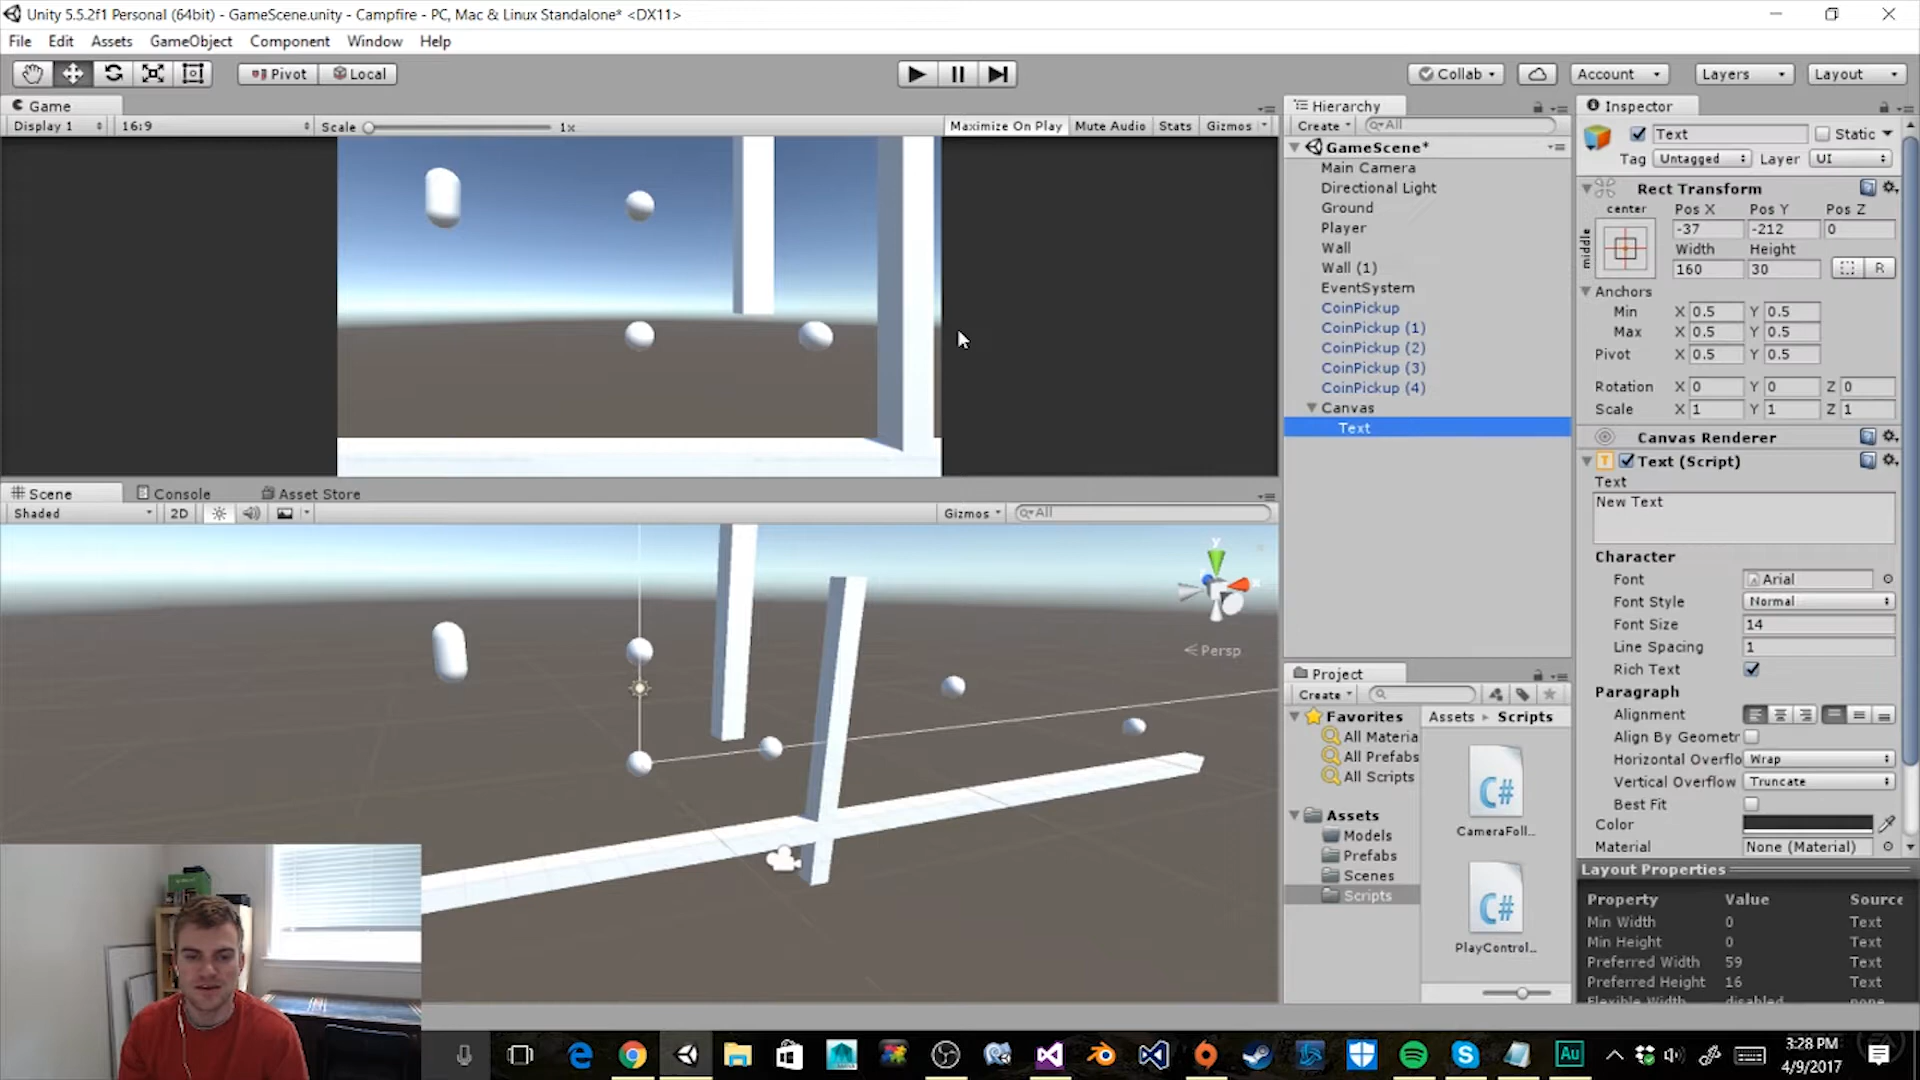 Unity 5.5.2f1 Personal (64bit) - GameScene.unity - Campfire - PC, Mac & Linux Standalone* <DX11>
File Edit Assets GameObject Component Window Help
Pivot Local
Collab Account Layers Layout
Game
Display 1 16:9 Scale 1x Maximize On Play Mute Audio Stats Gizmos
Scene Console Asset Store
Shaded 2D Gizmos All
y
Persp
Hierarchy
Create All
GameScene*
Main Camera
Directional Light
Ground
Player
Wall
Wall (1)
EventSystem
CoinPickup
CoinPickup (1)
CoinPickup (2)
CoinPickup (3)
CoinPickup (4)
Canvas
Text
Project
Create
Favorites
All Materia
All Prefabs
All Scripts
Assets
Models
Prefabs
Scenes
Scripts
Assets Scripts
C#
CameraFoll...
C#
PlayControl...
Inspector
Text Static
Tag Untagged Layer UI
Rect Transform
center Pos X Pos Y Pos Z
middle -37 -212 0
Width Height
160 30 R
Anchors
Min X 0.5 Y 0.5
Max X 0.5 Y 0.5
Pivot X 0.5 Y 0.5
Rotation X 0 Y 0 Z 0
Scale X 1 Y 1 Z 1
Canvas Renderer
Text (Script)
Text
New Text
Character
Font Arial
Font Style Normal
Font Size 14
Line Spacing 1
Rich Text
Paragraph
Alignment
Align By Geometr
Horizontal Overflo Wrap
Vertical Overflow Truncate
Best Fit
Color
Material None (Material)
Layout Properties
Property Value Source
Min Width 0 Text
Min Height 0 Text
Preferred Width 59 Text
Preferred Height 16 Text
Flexible Width disabled none
Au
3:28 PM
4/9/2017